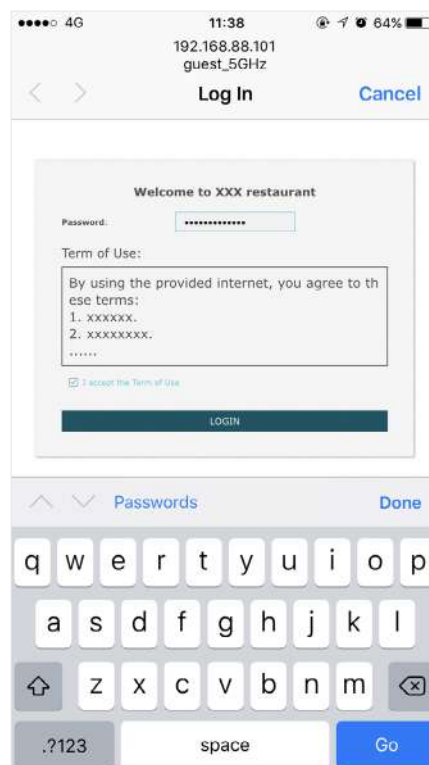 4G 11:38 64%
192.168.88.101
guest_5GHz
Log In Cancel
Welcome to XXX restaurant
Password: •••••••••••••
Term of Use:
By using the provided internet, you agree to th
ese terms:
1. xxxxxx.
2. xxxxxxxx.
......
I accept the Term of Use
LOGIN
Passwords Done
q w e r t y u i o p
a s d f g h j k l
z x c v b n m
.?123 space Go